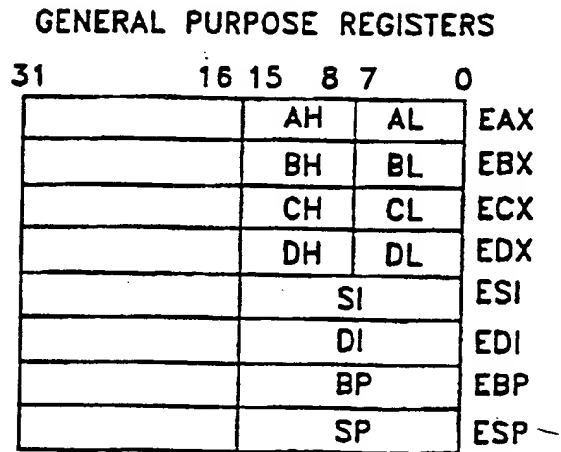 GENERAL PURPOSE REGISTERS
31 16 15 8 7 0
AH AL EAX
BH BL EBX
CH CL ECX
DH DL EDX
SI ESI
DI EDI
BP EBP
SP ESP